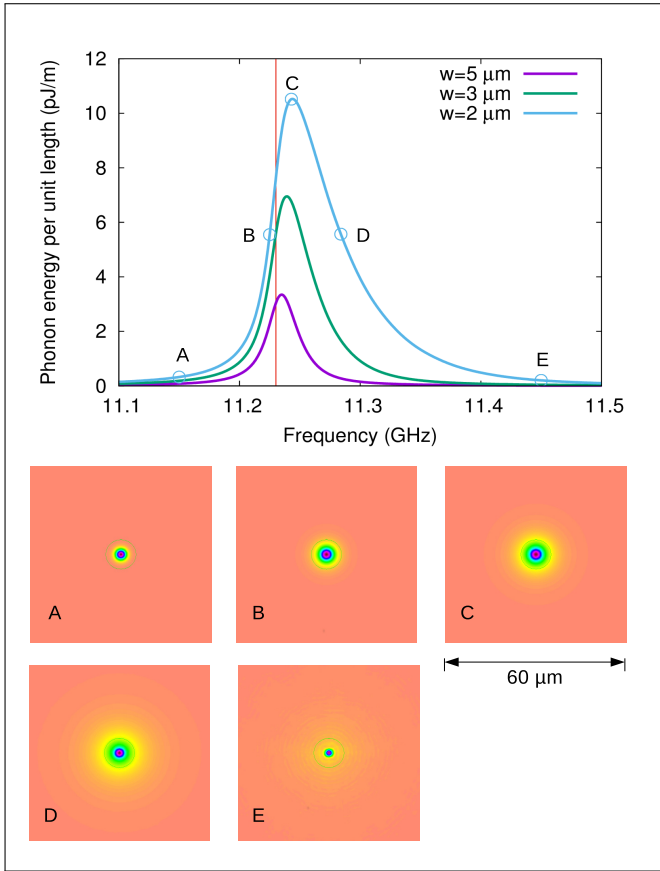 12
10
8
6
4
2
0
Phonon energy per unit length (pJ/m)
w=5 μm
w=3 μm
w=2 μm
A
B
C
D
E
11.1
11.2
11.3
11.4
11.5
Frequency (GHz)
A
B
C
60 μm
D
E